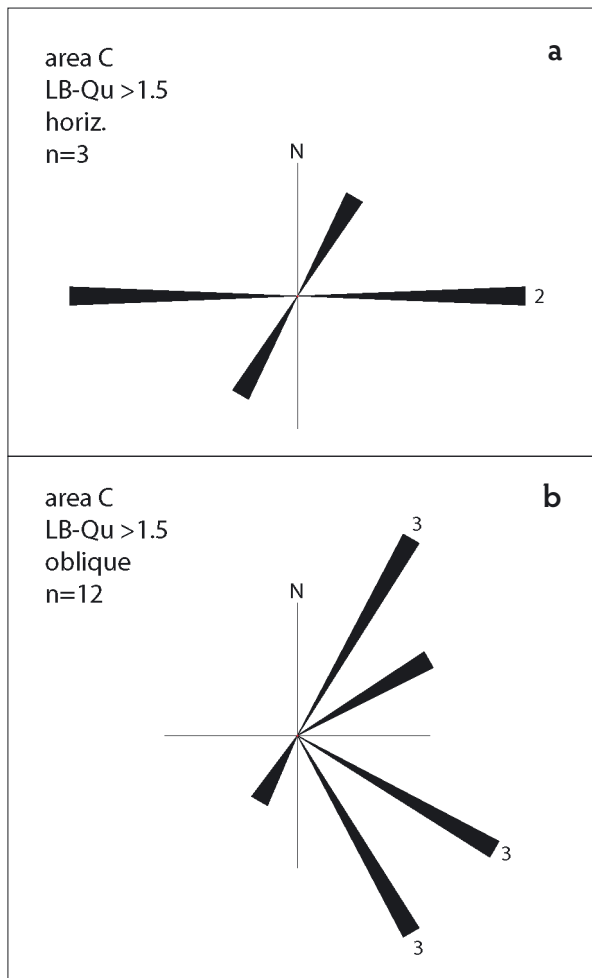 area C
LB-Qu >1.5
horiz.
n=3
a
N
2
area C
LB-Qu >1.5
oblique
n=12
b
N
3
3
3